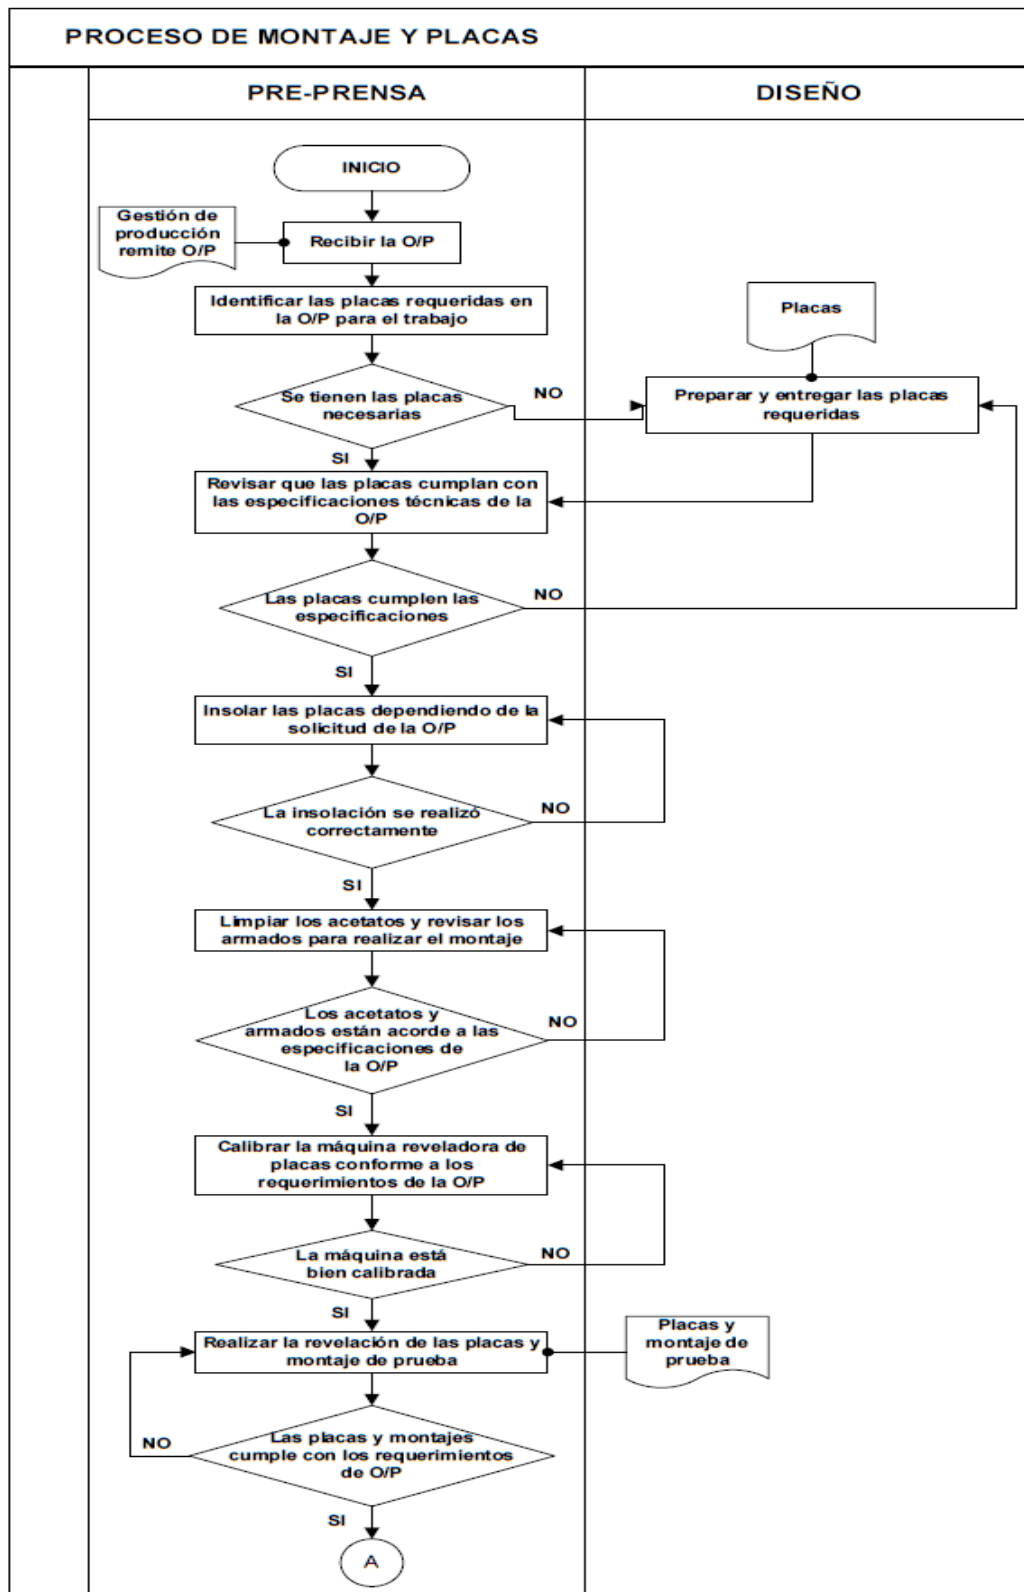 PROCESO DE MONTAJE Y PLACAS
PRE-PRENSA
DISEÑO
INICIO
Gestión de
producción
remite O/P
Recibir la O/P
Identificar las placas requeridas en
la O/P para el trabajo
Placas
Se tienen las placas
necesarias
NO
Preparar y entregar las placas
requeridas
SI
Revisar que las placas cumplan con
las especificaciones técnicas de la
O/P
Las placas cumplen las
especificaciones
NO
SI
Insolar las placas dependiendo de la
solicitud de la O/P
La insolación se realizó
correctamente
NO
SI
Limpiar los acetatos y revisar los
armados para realizar el montaje
Los acetatos y
armados están acorde a las
especificaciones de
la O/P
NO
SI
Calibrar la máquina reveladora de
placas conforme a los
requerimientos de la O/P
La máquina está
bien calibrada
NO
SI
Realizar la revelación de las placas y
montaje de prueba
Placas y
montaje de
prueba
Las placas y montajes
cumple con los requerimientos
de O/P
NO
SI
A